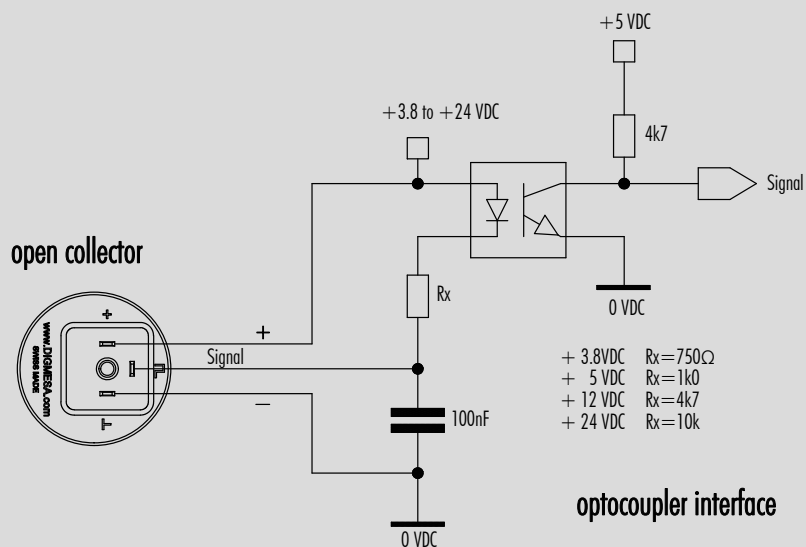 +5 VDC
+3.8 to +24 VDC
4k7
Signal
open collector
Rx
0 VDC
+
Signal
−
+
www.DIGMESA.com
SWISS MADE
+ 3.8VDC Rx=750Ω
+ 5 VDC Rx=1k0
+ 12 VDC Rx=4k7
+ 24 VDC Rx=10k
100nF
optocoupler interface
0 VDC